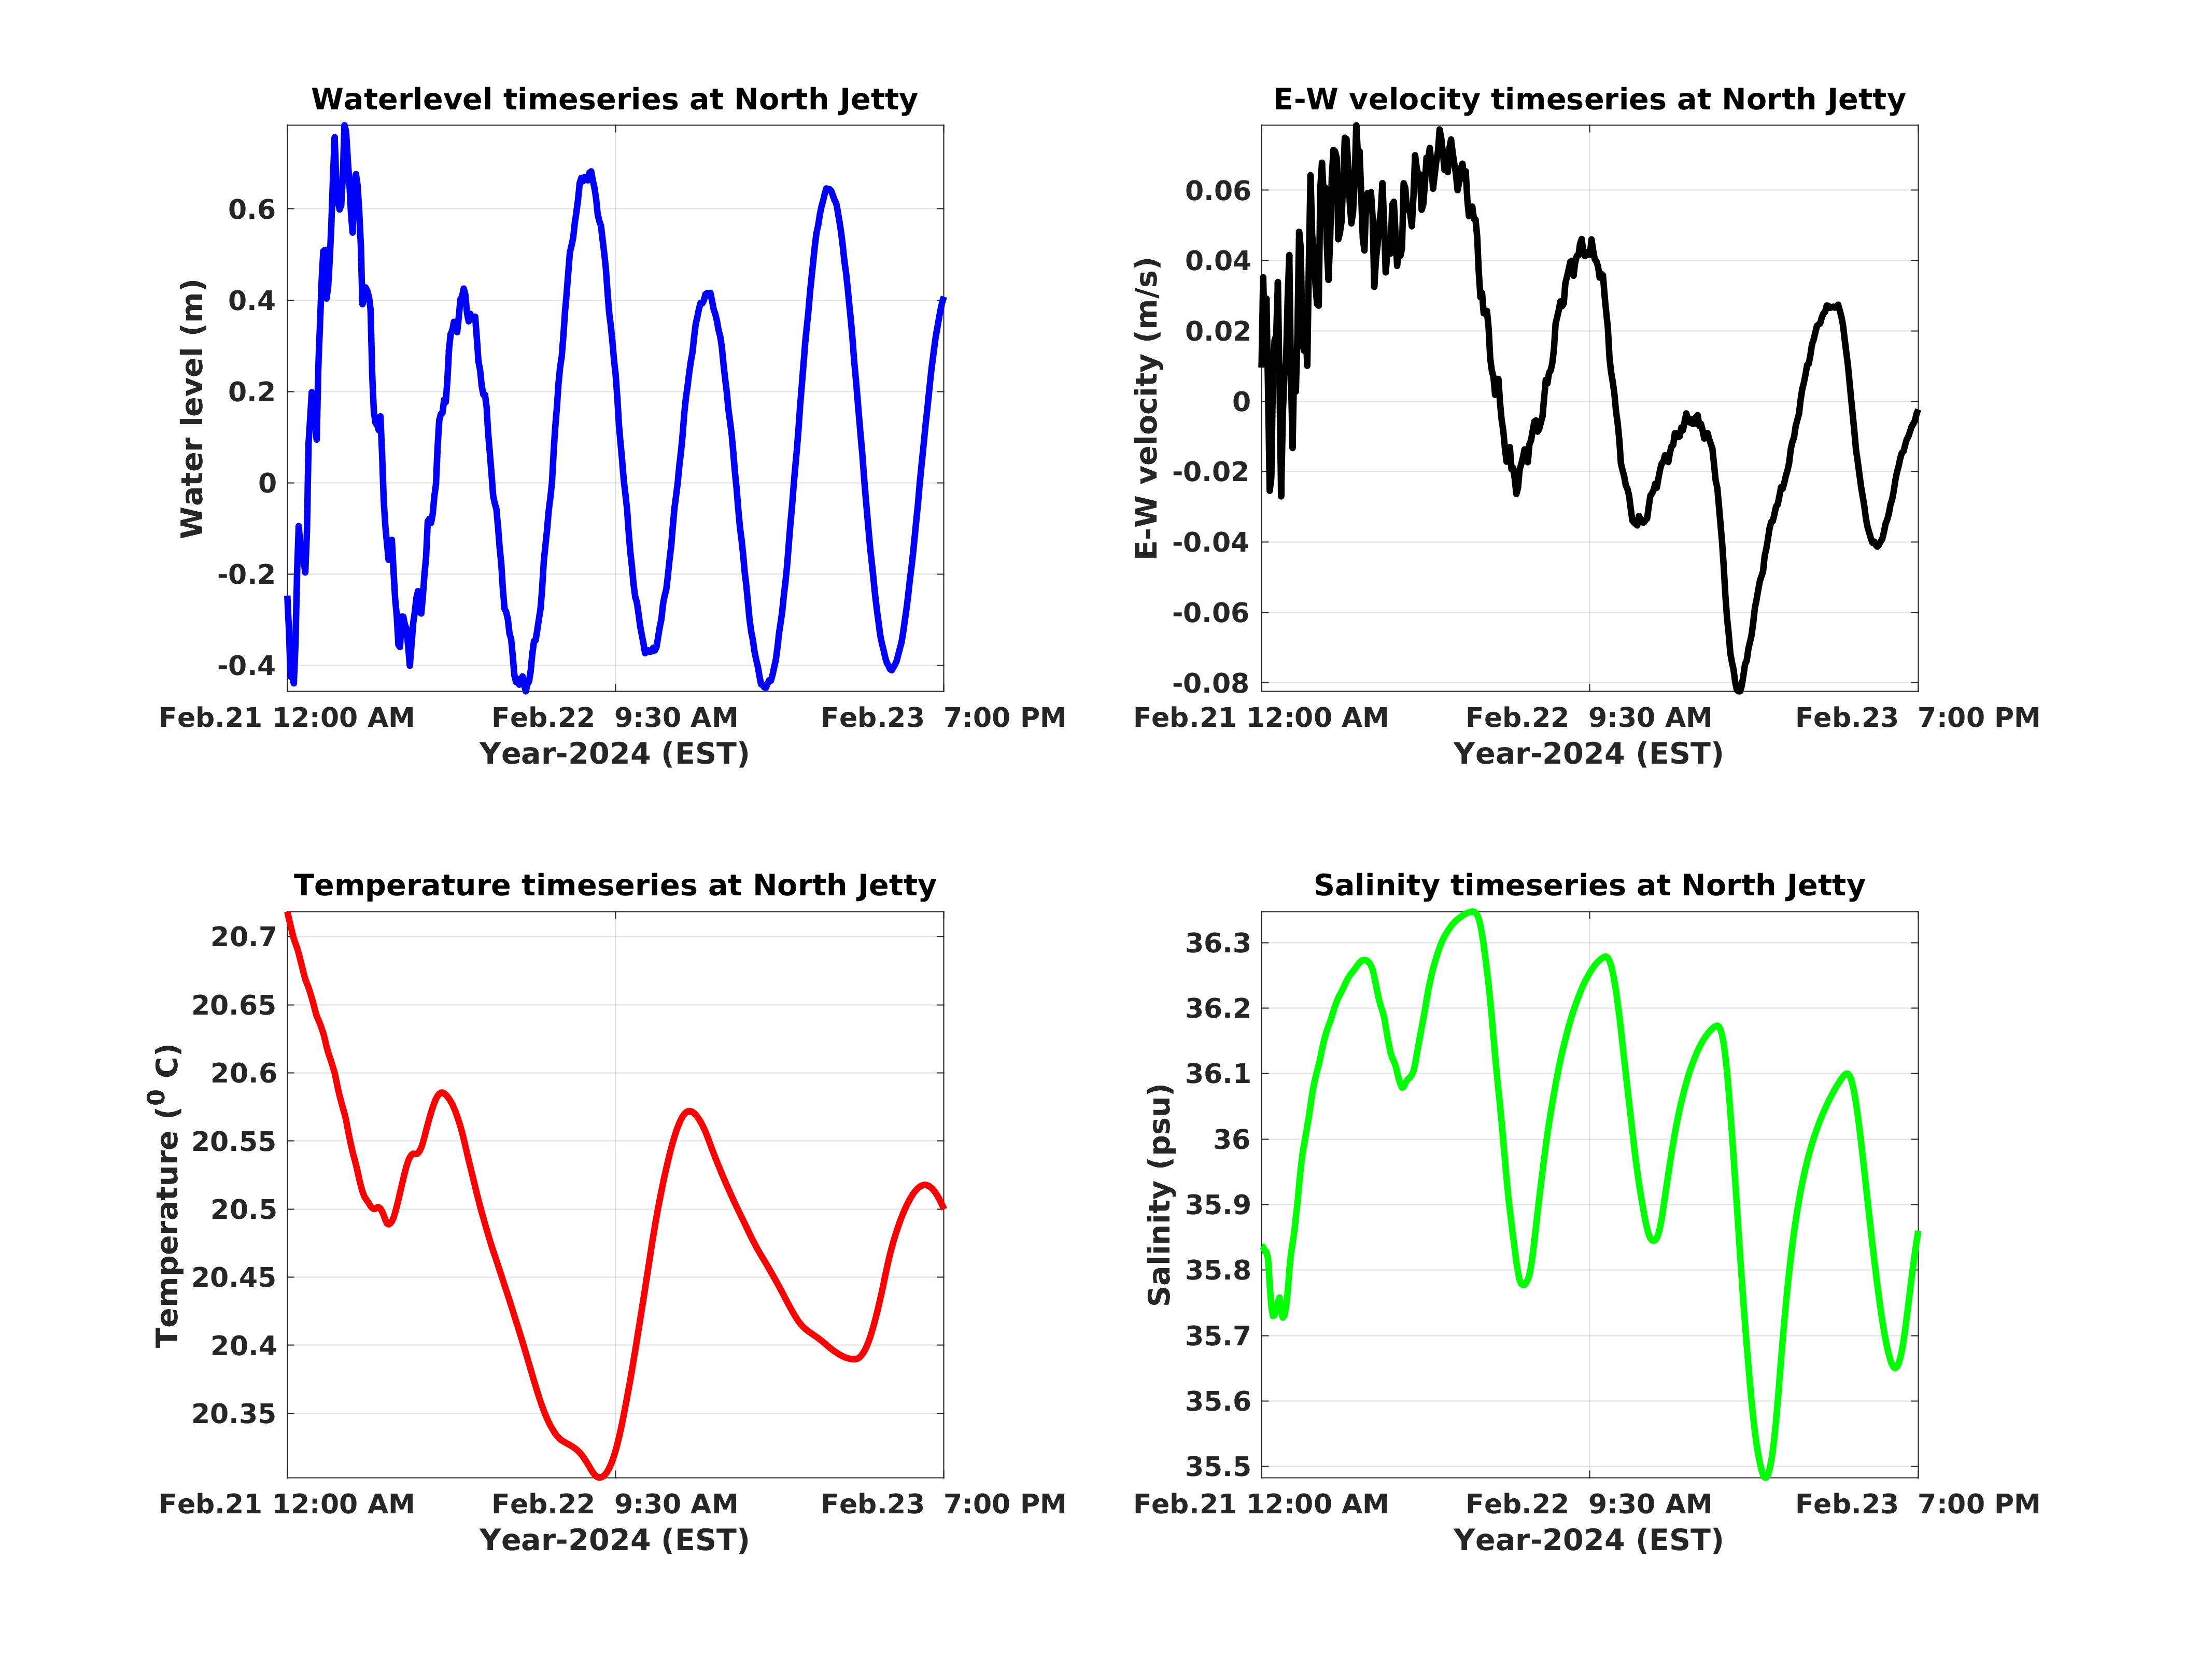 Waterlevel timeseries at North Jetty
Water level (m)
0.6
0.4
0.2
0
-0.2
-0.4
Feb.21 12:00 AM
Feb.22 9:30 AM
Feb.23 7:00 PM
Year-2024 (EST)
E-W velocity timeseries at North Jetty
E-W velocity (m/s)
0.06
0.04
0.02
0
-0.02
-0.04
-0.06
-0.08
Feb.21 12:00 AM
Feb.22 9:30 AM
Feb.23 7:00 PM
Year-2024 (EST)
Temperature timeseries at North Jetty
Temperature (⁰ C)
20.7
20.65
20.6
20.55
20.5
20.45
20.4
20.35
Feb.21 12:00 AM
Feb.22 9:30 AM
Feb.23 7:00 PM
Year-2024 (EST)
Salinity timeseries at North Jetty
Salinity (psu)
36.3
36.2
36.1
36
35.9
35.8
35.7
35.6
35.5
Feb.21 12:00 AM
Feb.22 9:30 AM
Feb.23 7:00 PM
Year-2024 (EST)